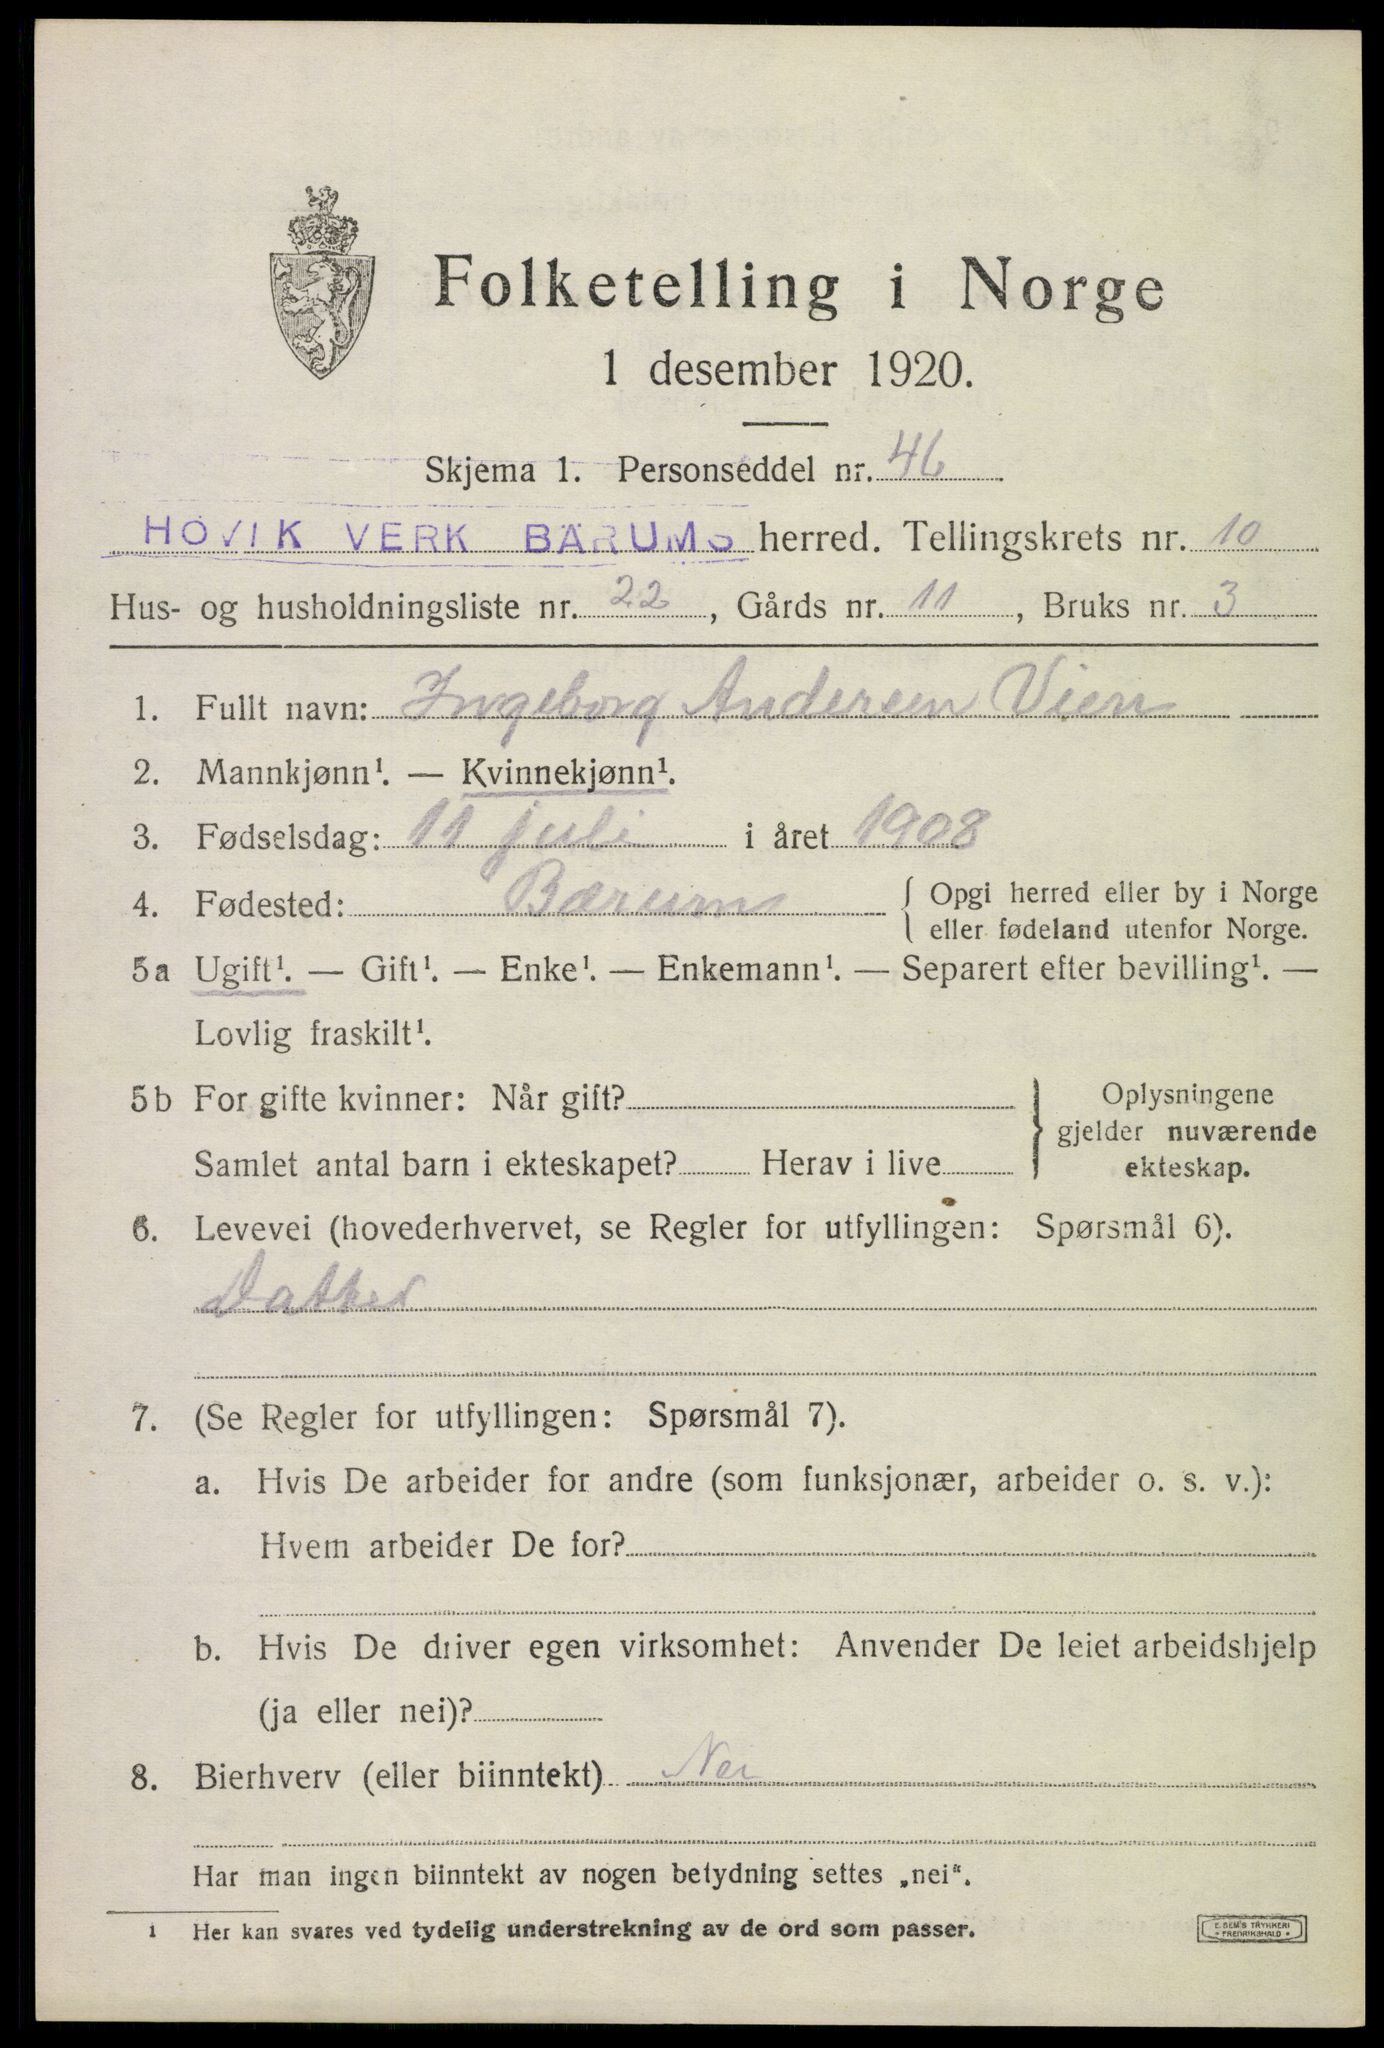 Folketelling i Norge
1 desember 1920.
Skjema 1. Personseddel nr. 46
HÖVIK VERK BÄRUMS herred. Tellingskrets nr. 10
Hus- og husholdningsliste nr. 22, Gårds nr. 11, Bruks nr. 3
1. Fullt navn: Ingeborg Andersen Vien
2. Mannkjønn¹. — Kvinnekjønn¹.
3. Fødselsdag: 11 juli i året 1908
4. Fødested: Bærum { Opgi herred eller by i Norge
eller fødeland utenfor Norge.
5a Ugift¹. — Gift¹. — Enke¹. — Enkemann¹. — Separert efter bevilling¹. —
Lovlig fraskilt¹.
5b For gifte kvinner: Når gift? } Oplysningene
gjelder nuværende
Samlet antal barn i ekteskapet? Herav i live ekteskap.
6. Levevei (hovederhvervet, se Regler for utfyllingen: Spørsmål 6).
Datter
7. (Se Regler for utfyllingen: Spørsmål 7).
a. Hvis De arbeider for andre (som funksjonær, arbeider o. s. v.):
Hvem arbeider De for?
b. Hvis De driver egen virksomhet: Anvender De leiet arbeidshjelp
(ja eller nei)?
8. Bierhverv (eller biinntekt) Nei
Har man ingen biinntekt av nogen betydning settes „nei“.
1 Her kan svares ved tydelig understrekning av de ord som passer.
E. SEM'S TRYKKERI
FREDRIKSHALD